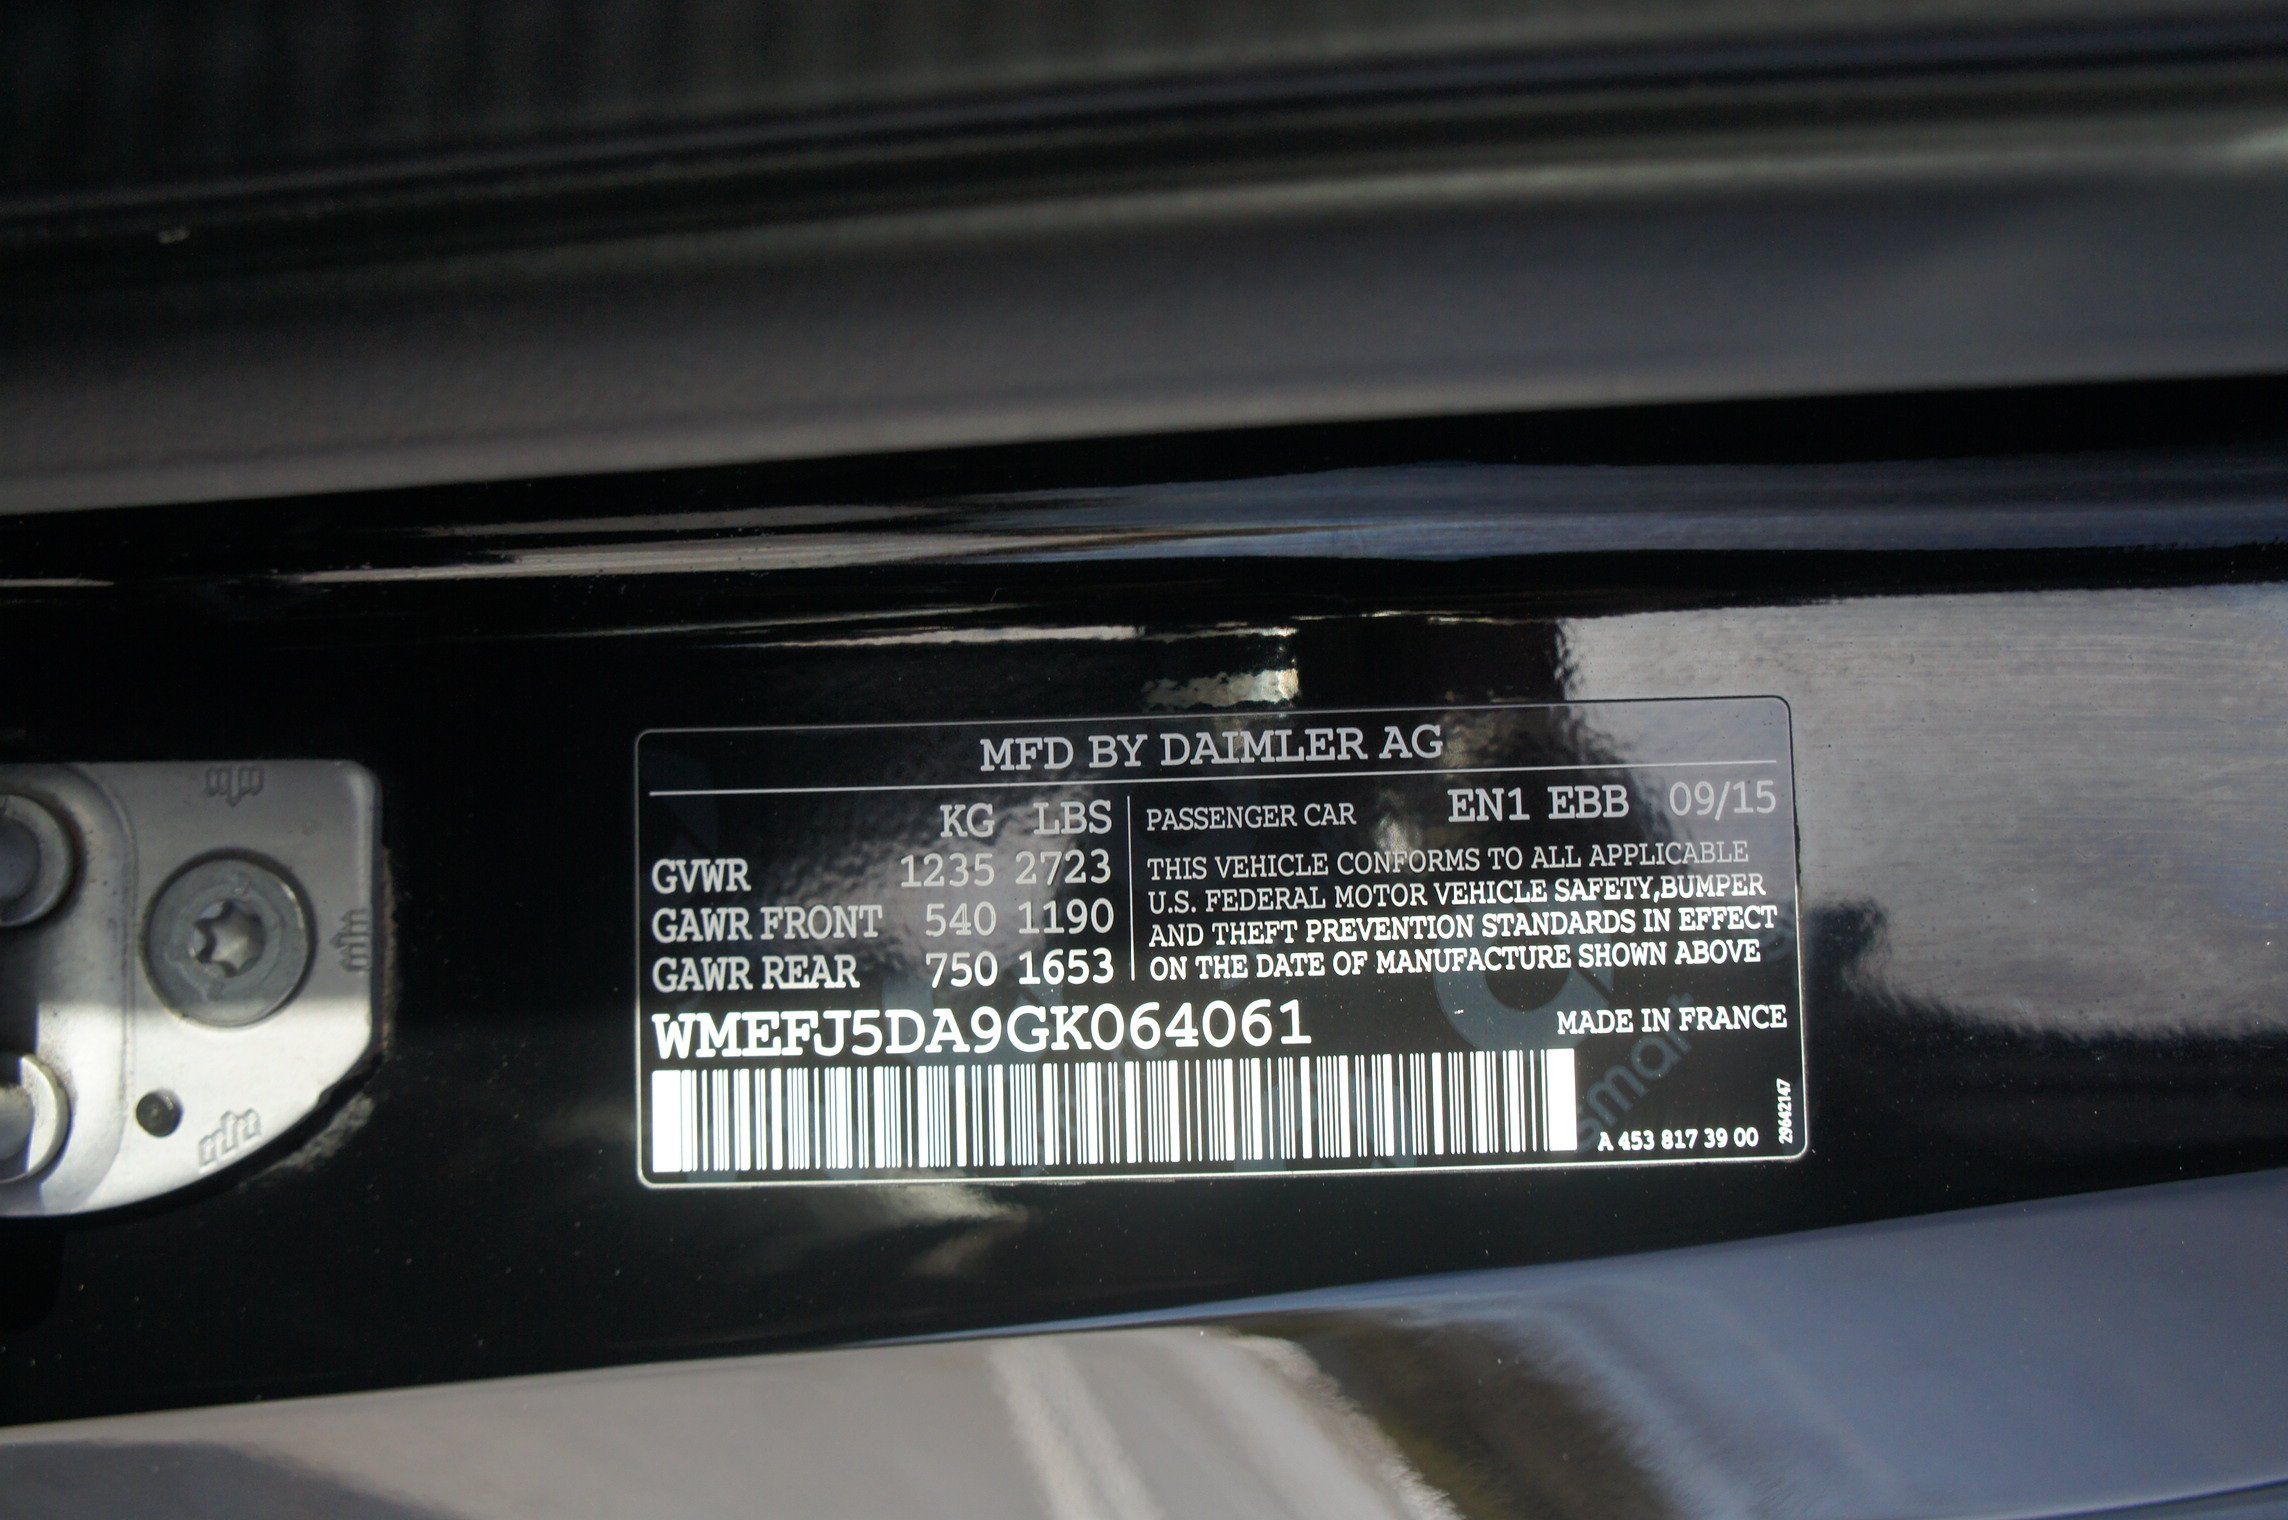 MFD BY DAIMLER AG
KG LBS
GVWR 1235 2723
GAWR FRONT 540 1190
GAWR REAR 750 1653
PASSENGER CAR EN1 EBB 09/15
THIS VEHICLE CONFORMS TO ALL APPLICABLE
U.S. FEDERAL MOTOR VEHICLE SAFETY,BUMPER
AND THEFT PREVENTION STANDARDS IN EFFECT
ON THE DATE OF MANUFACTURE SHOWN ABOVE
WMEFJ5DA9GK064061
MADE IN FRANCE
smart
A 453 817 39 00
29642147